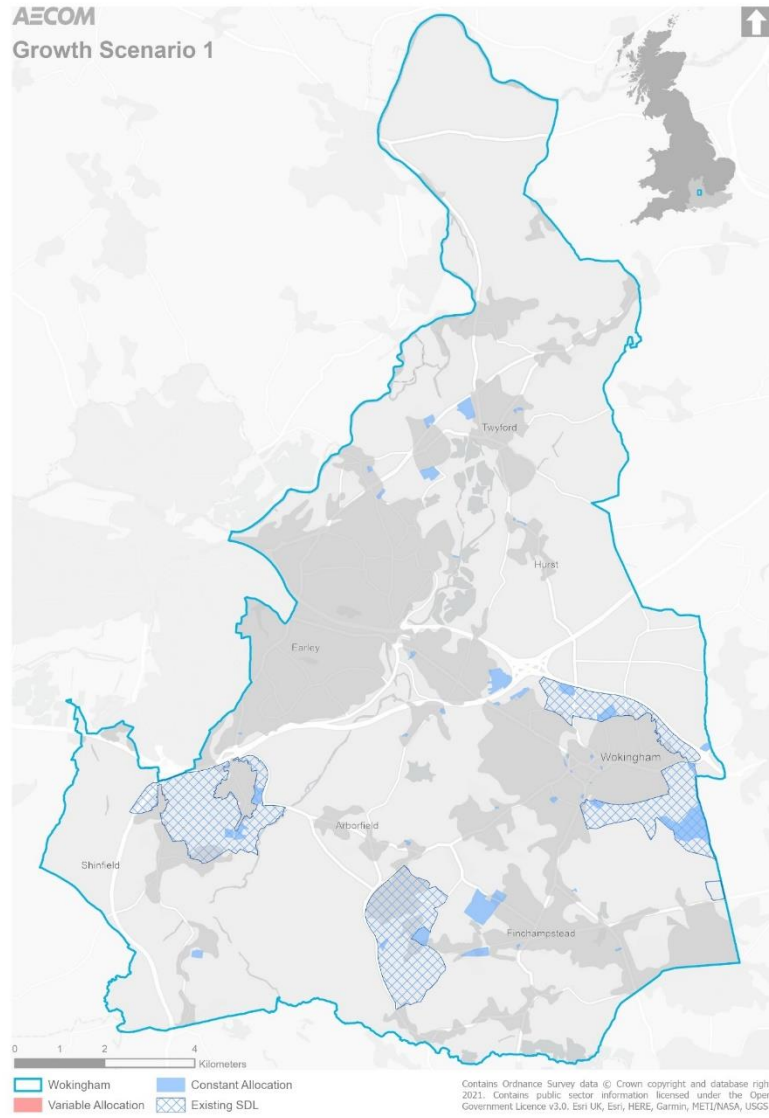 AECOM
Growth Scenario 1
Twyford
Hurst
Earley
Wokingham
Arborfield
Shinfield
Finchampstead
0 1 2 4
Kilometers
Wokingham
Constant Allocation
Variable Allocation
Existing SDL
Contains Ordnance Survey data © Crown copyright and database righ
2021. Contains public sector information licensed under the Open
Government Licence v3.0. Esri UK, Esri, HERE, Garmin, METI/NASA, USGS